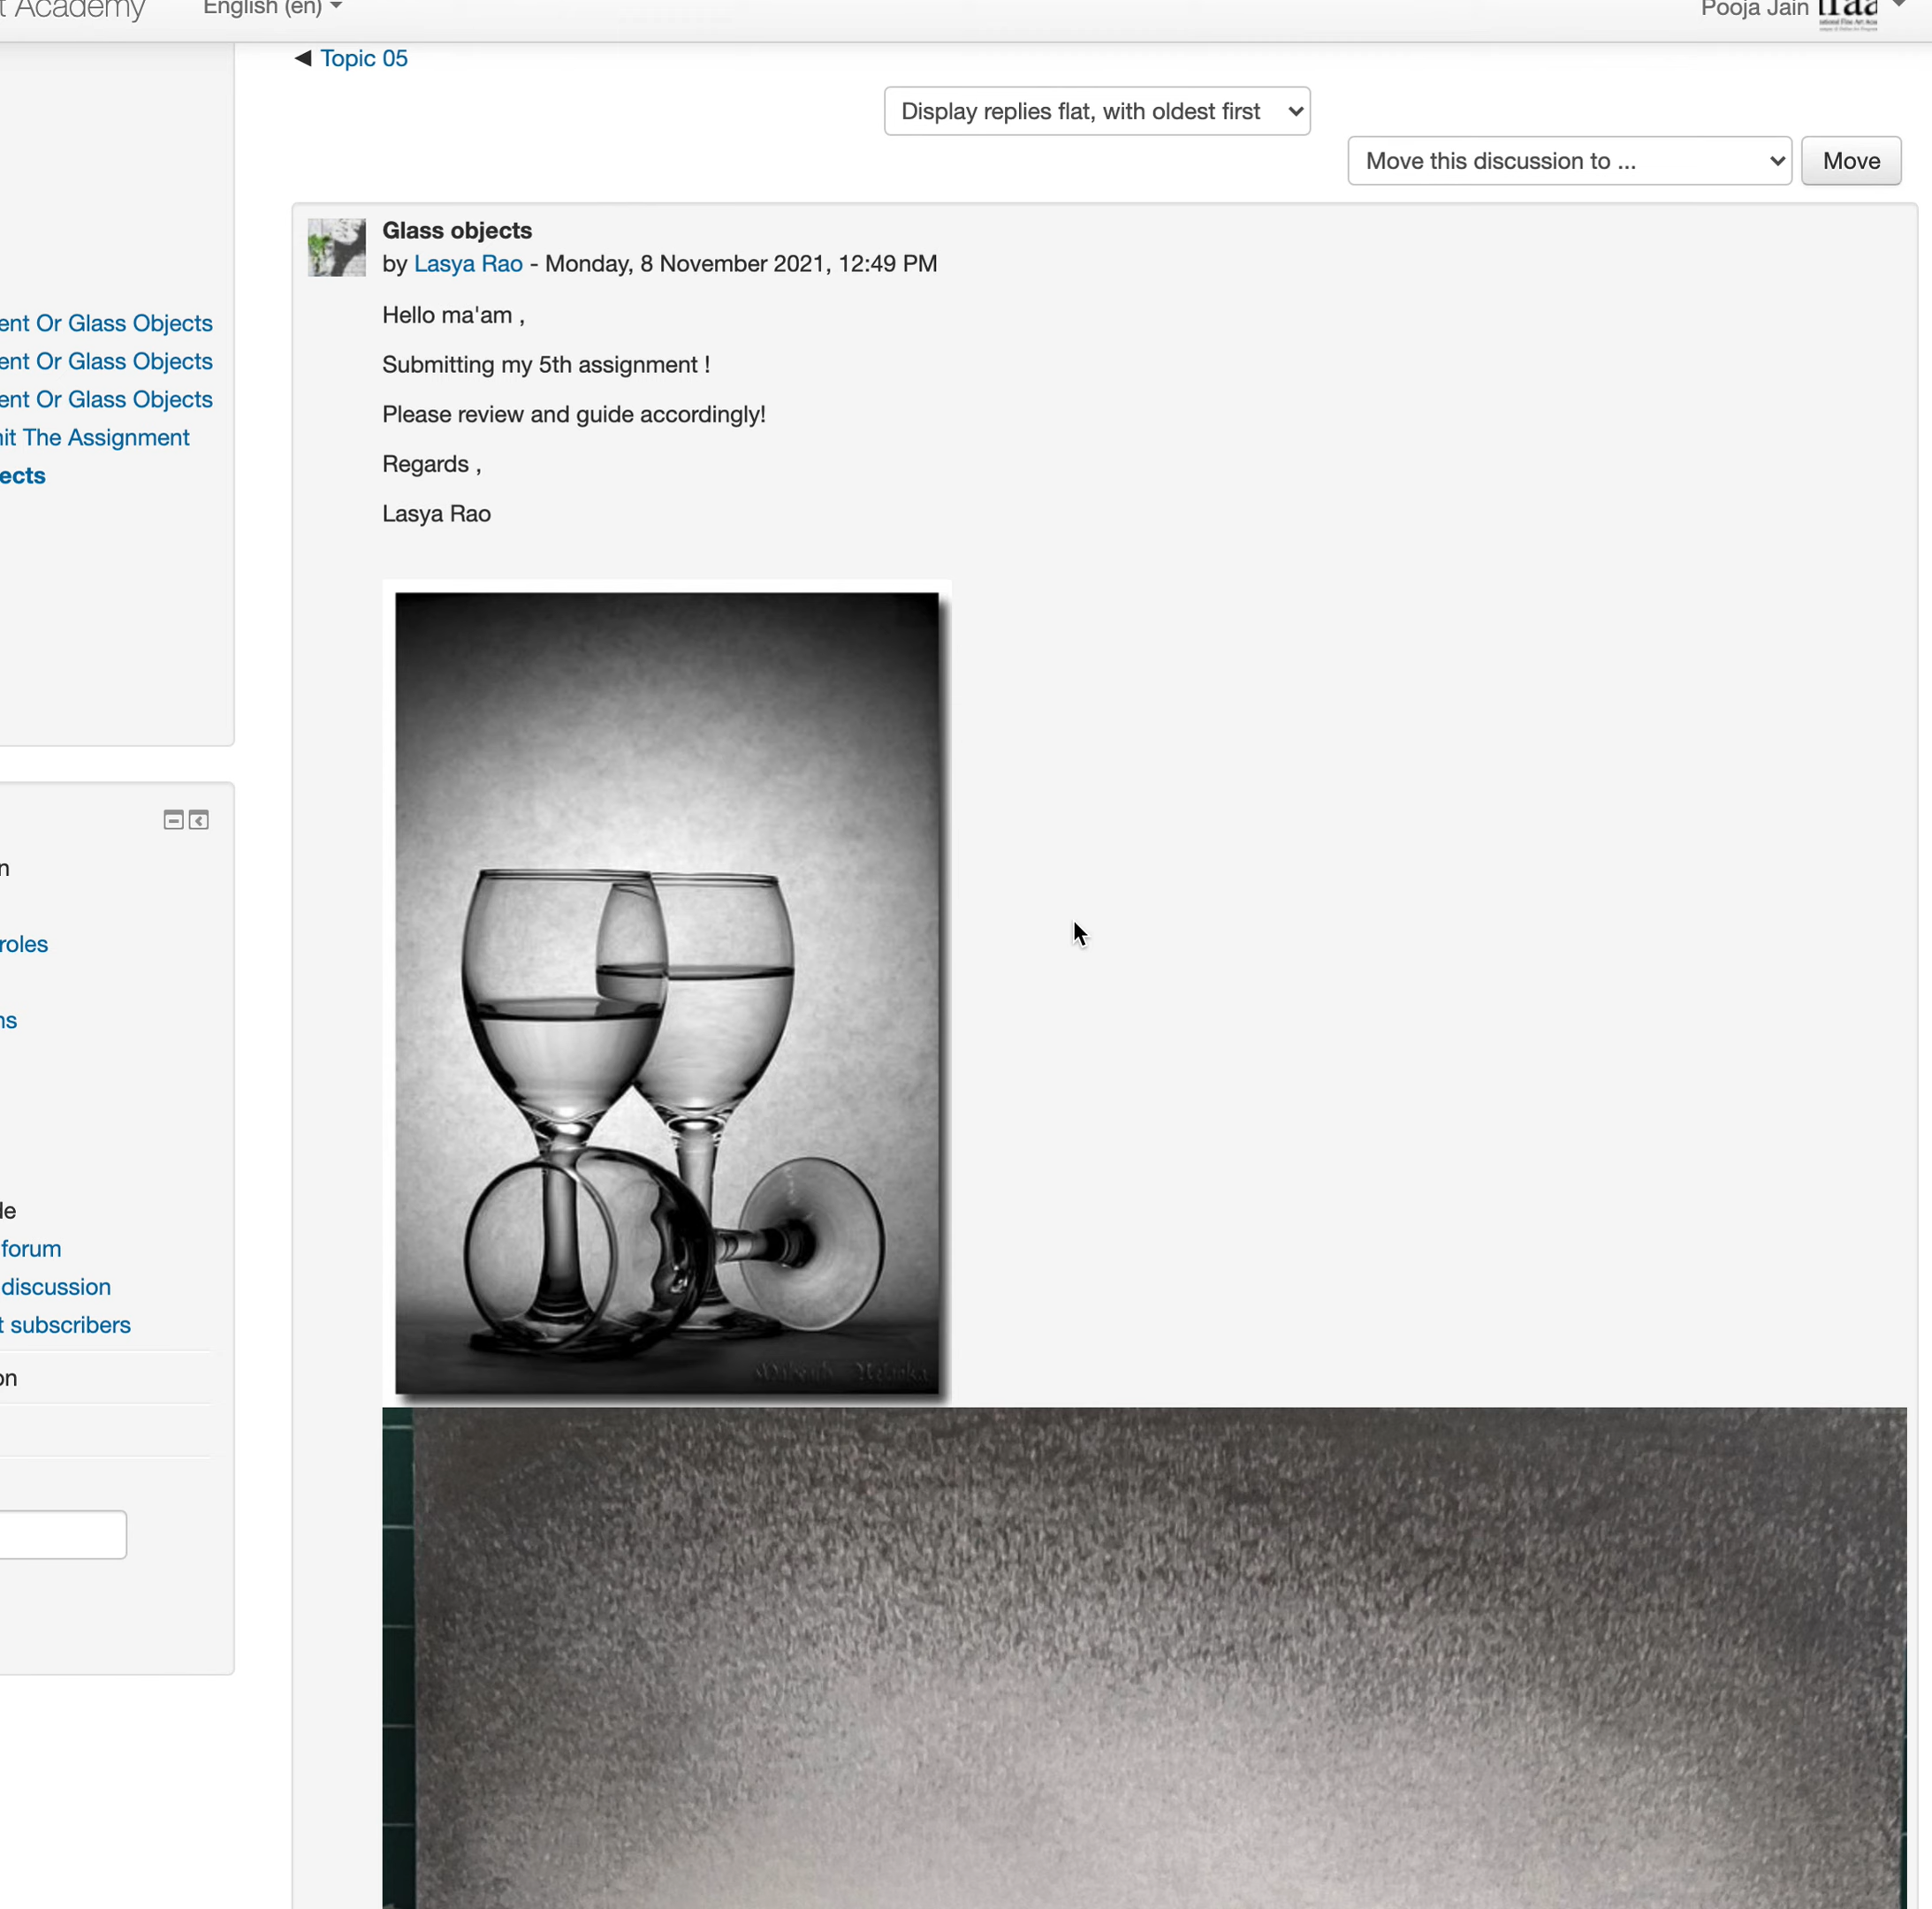 t Academy
English (en)
Pooja Jain
Topic 05
Display replies flat, with oldest first
Move this discussion to ...
Move
Glass objects
by Lasya Rao - Monday, 8 November 2021, 12:49 PM
Hello ma'am ,
Submitting my 5th assignment !
Please review and guide accordingly!
Regards ,
Lasya Rao
ent Or Glass Objects
ent Or Glass Objects
ent Or Glass Objects
it The Assignment
ects
n
roles
ns
le
forum
discussion
t subscribers
on